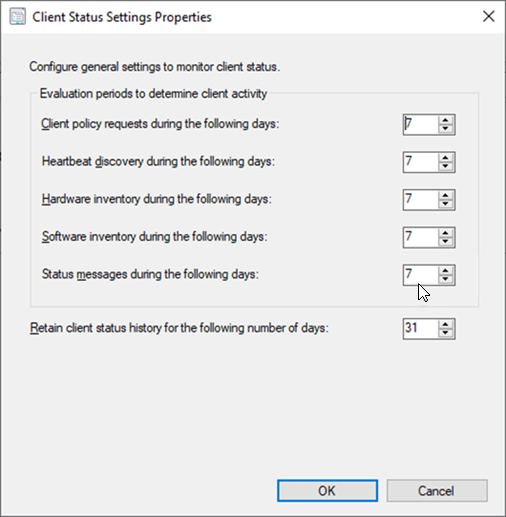 Client Status Settings Properties
Configure general settings to monitor client status.
Evaluation periods to determine client activity
Client policy requests during the following days: 7
Heartbeat discovery during the following days: 7
Hardware inventory during the following days: 7
Software inventory during the following days: 7
Status messages during the following days: 7
Retain client status history for the following number of days: 31
OK Cancel